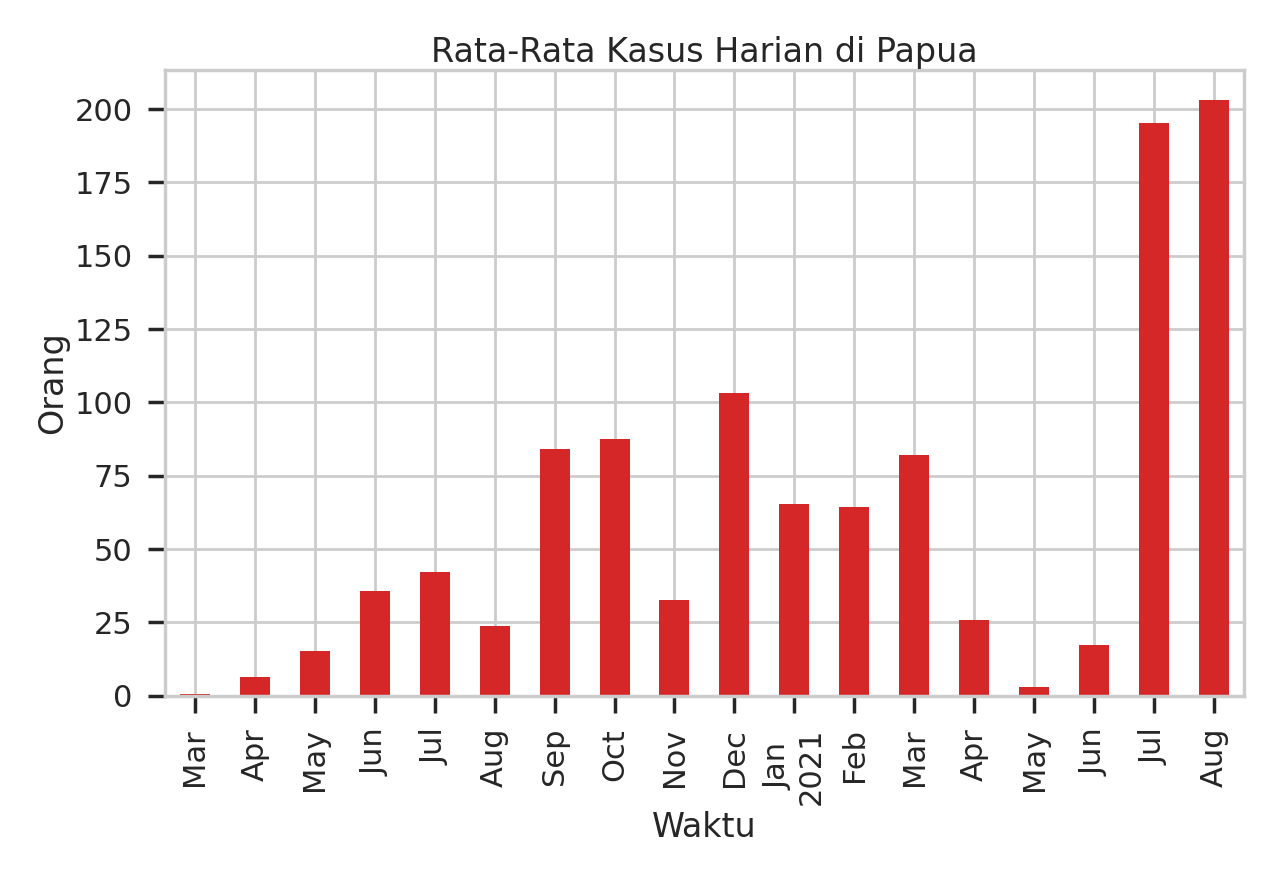 Rata-Rata Kasus Harian di Papua
200
175
150
125
100
75
50
25
0
Orang
Mar
Apr
May
Jun
Jul
Aug
Sep
Oct
Nov
Dec
Jan
2021
Feb
Mar
Apr
May
Jun
Jul
Aug
Waktu